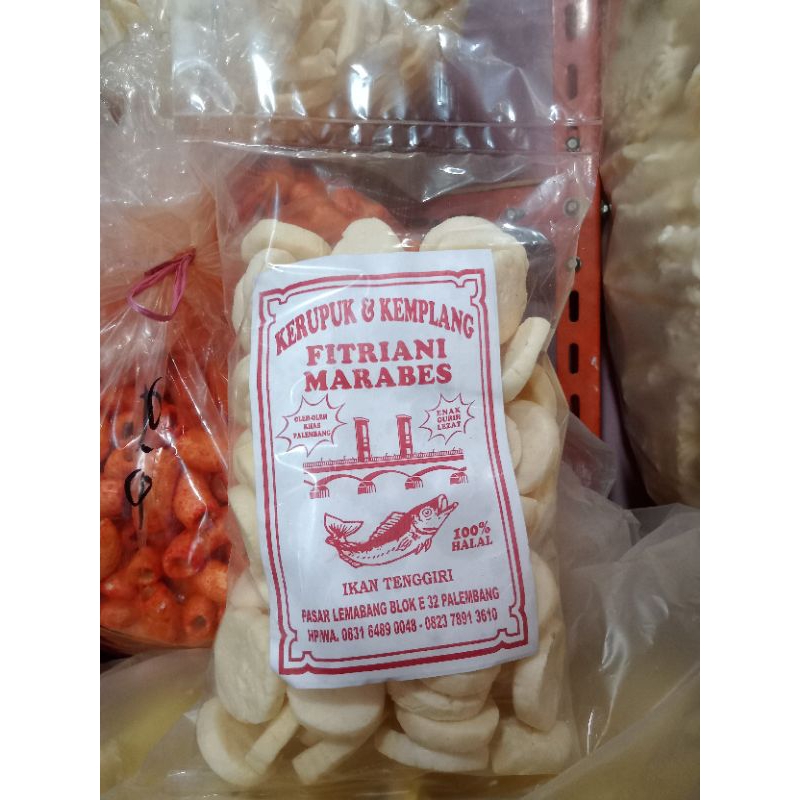 KERUPUK & KEMPLANG
FITRIANI
MARABES
OLEH-OLEH
KHAS
PALEMBANG
ENAK
GURIH
LEZAT
100%
HALAL
IKAN TENGGIRI
PASAR LEMABANG BLOK E 32 PALEMBANG
HP/WA. 0831 6489 0048 - 0823 7891 3610